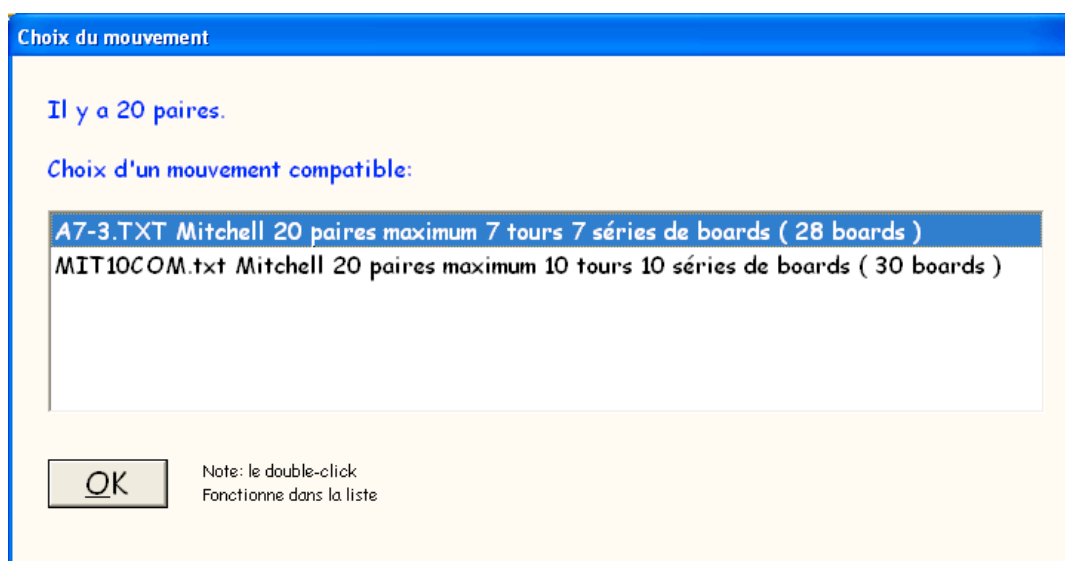 Choix du mouvement
Il y a 20 paires.
Choix d'un mouvement compatible:
A7-3.TXT Mitchell 20 paires maximum 7 tours 7 séries de boards ( 28 boards )
MIT10COM.txt Mitchell 20 paires maximum 10 tours 10 séries de boards ( 30 boards )
OK
Note: le double-click
Fonctionne dans la liste